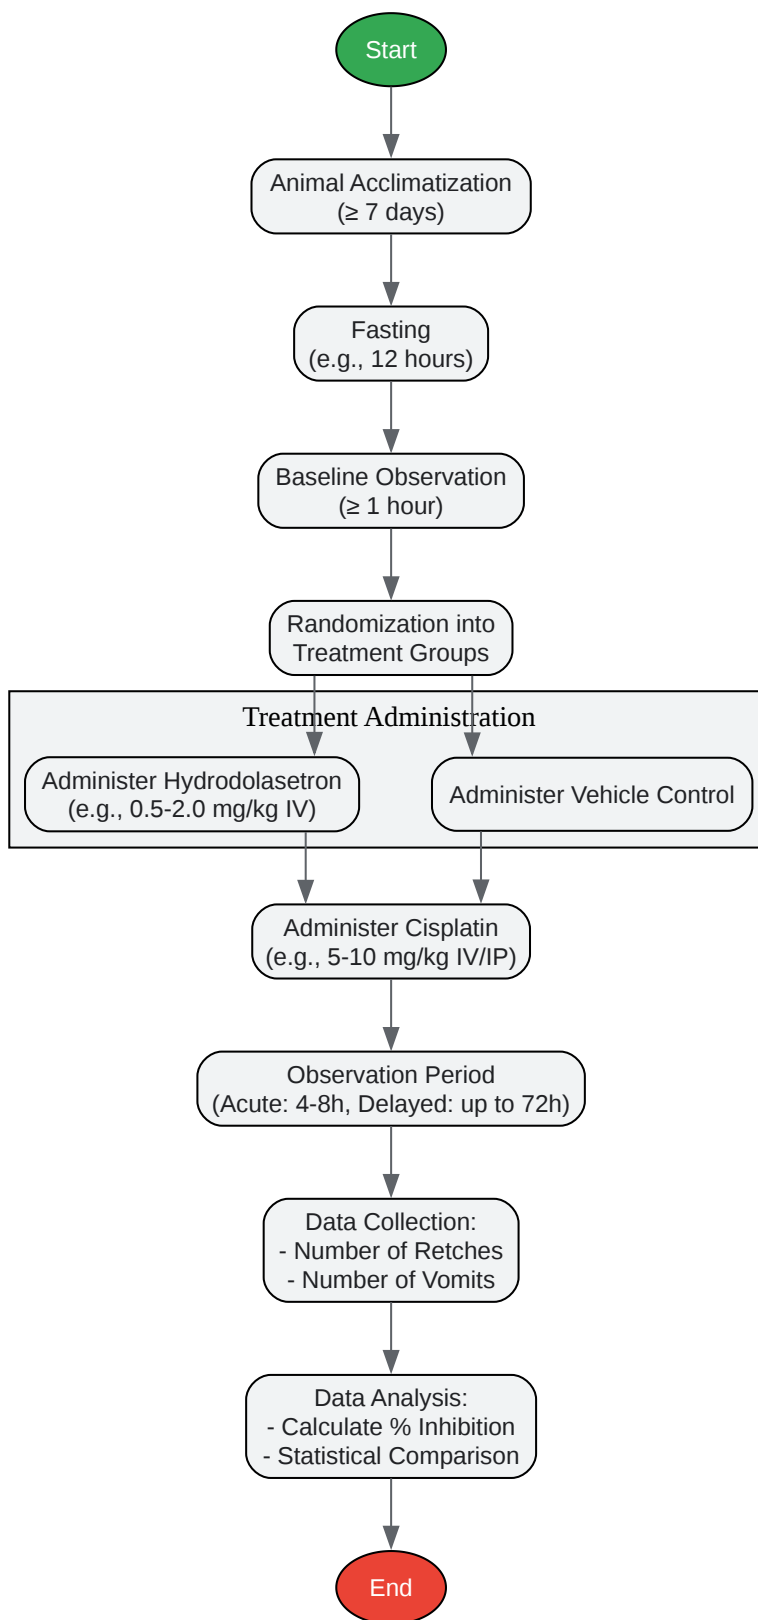 Start
Animal Acclimatization
(≥ 7 days)
Fasting
(e.g., 12 hours)
Baseline Observation
(≥ 1 hour)
Randomization into
Treatment Groups
Treatment Administration
Administer Hydrodolasetron
(e.g., 0.5-2.0 mg/kg IV)
Administer Vehicle Control
Administer Cisplatin
(e.g., 5-10 mg/kg IV/IP)
Observation Period
(Acute: 4-8h, Delayed: up to 72h)
Data Collection:
- Number of Retches
- Number of Vomits
Data Analysis:
- Calculate % Inhibition
- Statistical Comparison
End